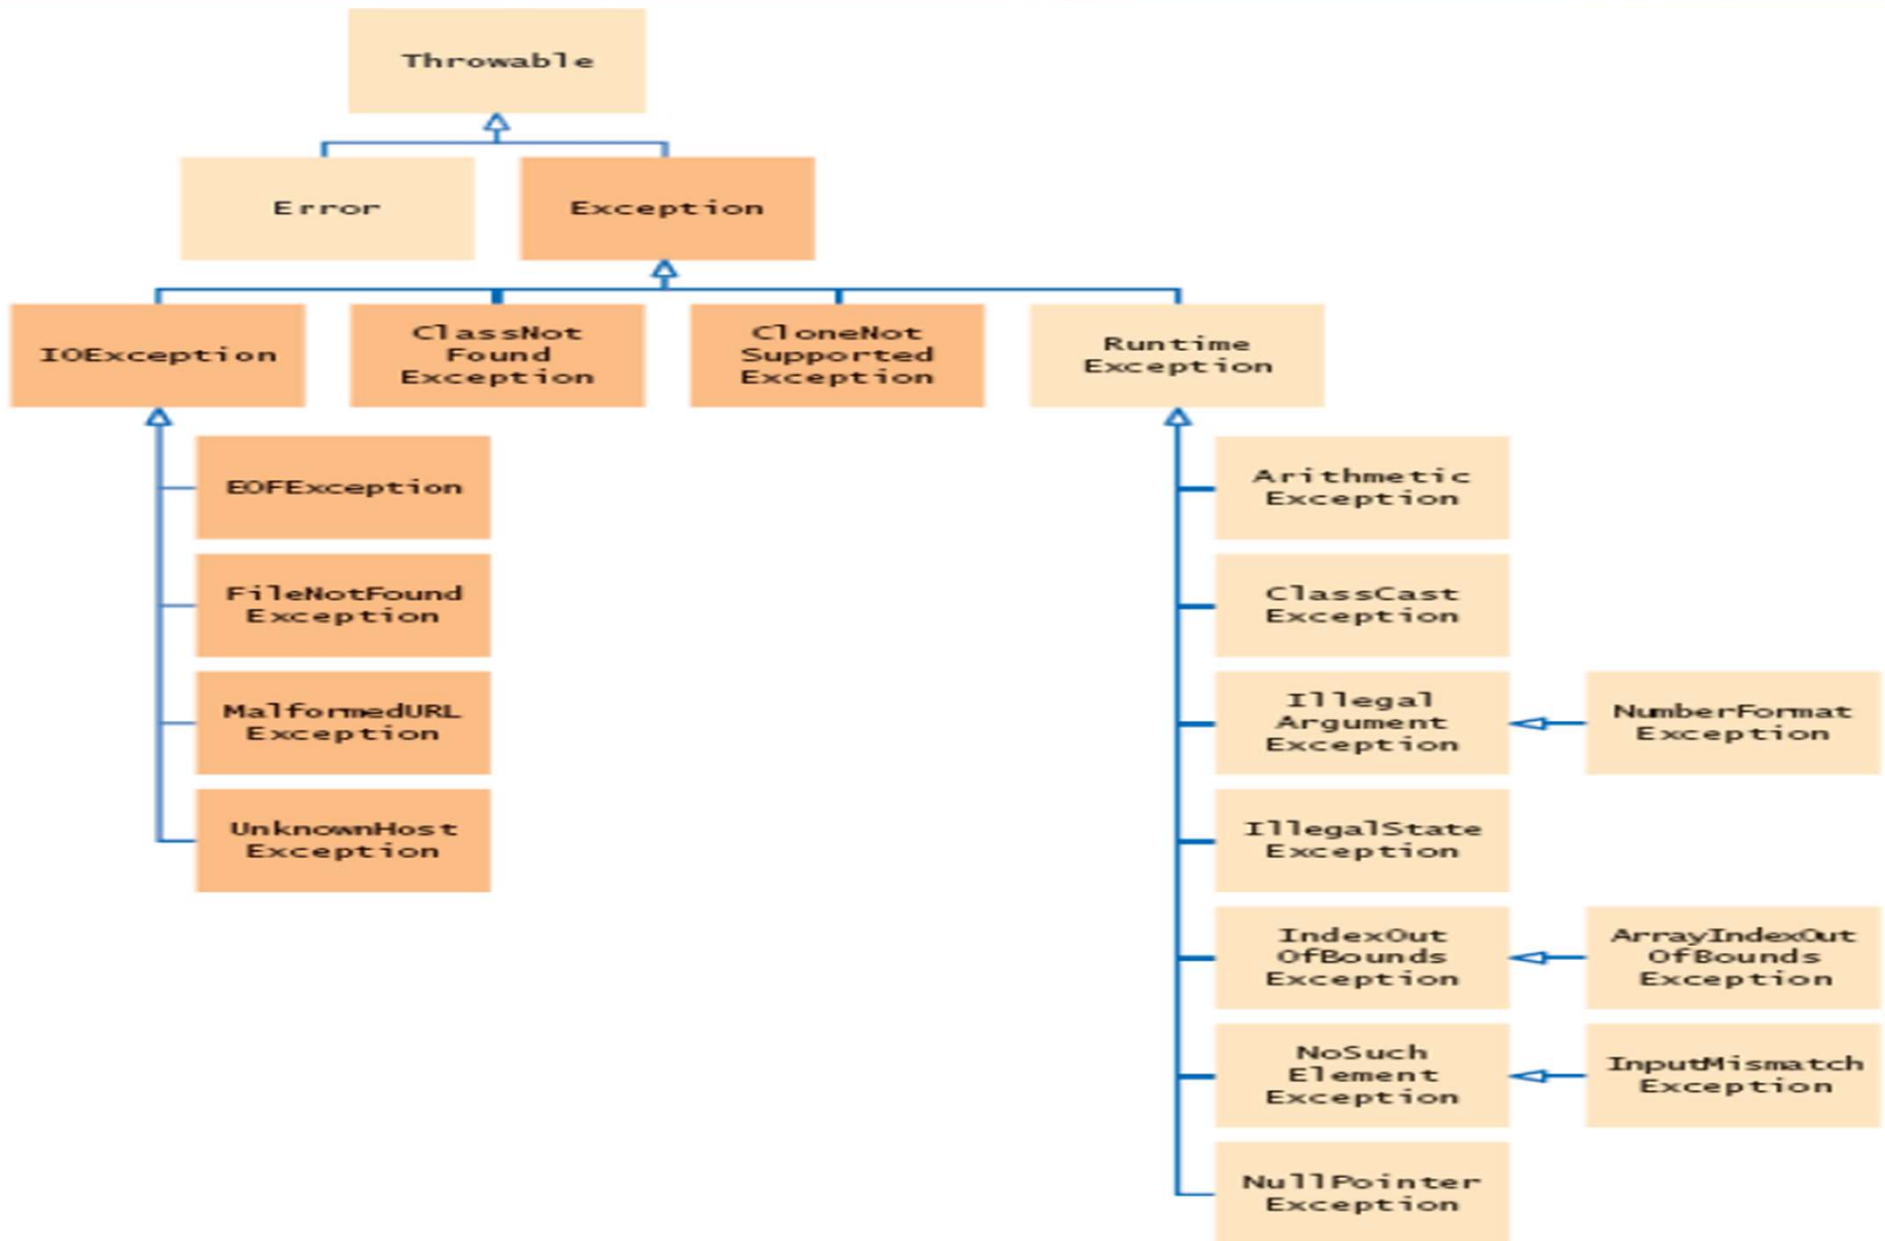 Throwable
Error
Exception
IOException
ClassNot
Found
Exception
CloneNot
Supported
Exception
Runtime
Exception
EOFException
FileNotFound
Exception
MalformedURL
Exception
UnknownHost
Exception
Arithmetic
Exception
ClassCast
Exception
Illegal
Argument
Exception
NumberFormat
Exception
IllegalState
Exception
IndexOut
OfBounds
Exception
ArrayIndexOut
OfBounds
Exception
NoSuch
Element
Exception
InputMismatch
Exception
NullPointer
Exception